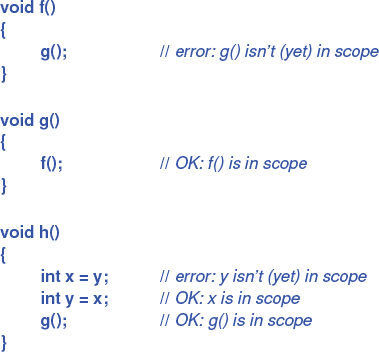 void f()
{
g(); // error: g() isn’t (yet) in scope
}
void g()
{
f(); // OK: f() is in scope
}
void h()
{
int x = y; // error: y isn’t (yet) in scope
int y = x; // OK: x is in scope
g(); // OK: g() is in scope
}